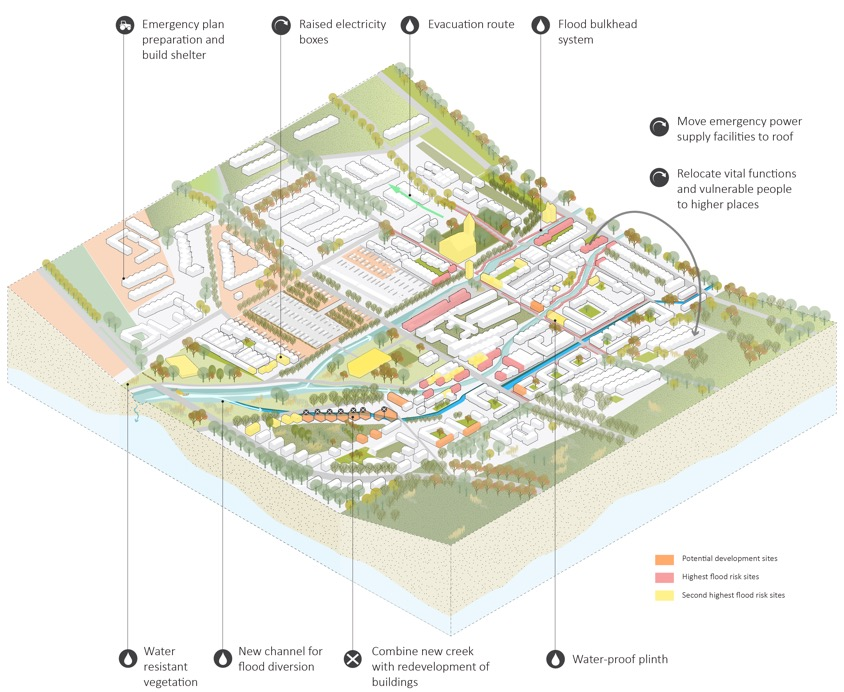 Emergency plan
preparation and
build shelter
Raised electricity
boxes
Evacuation route
Flood bulkhead
system
Move emergency power
supply facilities to roof
Relocate vital functions
and vulnerable people
to higher places
Potential development sites
Highest flood risk sites
Second highest flood risk sites
Water
resistant
vegetation
New channel for
flood diversion
Combine new creek
with redevelopment of
buildings
Water-proof plinth